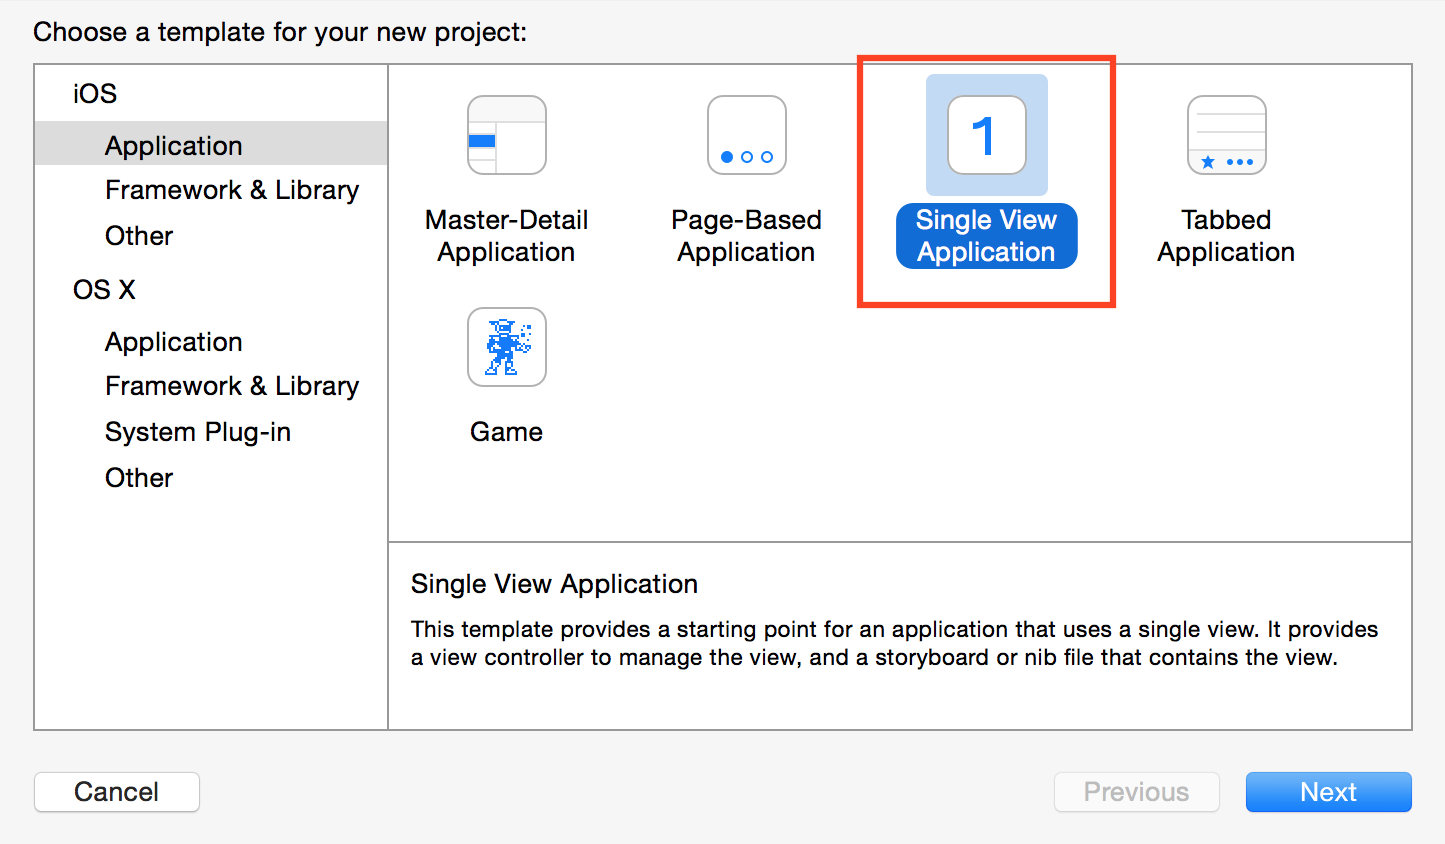 Choose a template for your new project:
iOS
Application
Framework & Library
Other
OS X
Application
Framework & Library
System Plug-in
Other
Master-Detail
Application
Page-Based
Application
1
Single View
Application
Tabbed
Application
Game
Single View Application
This template provides a starting point for an application that uses a single view. It provides
a view controller to manage the view, and a storyboard or nib file that contains the view.
Cancel
Previous
Next